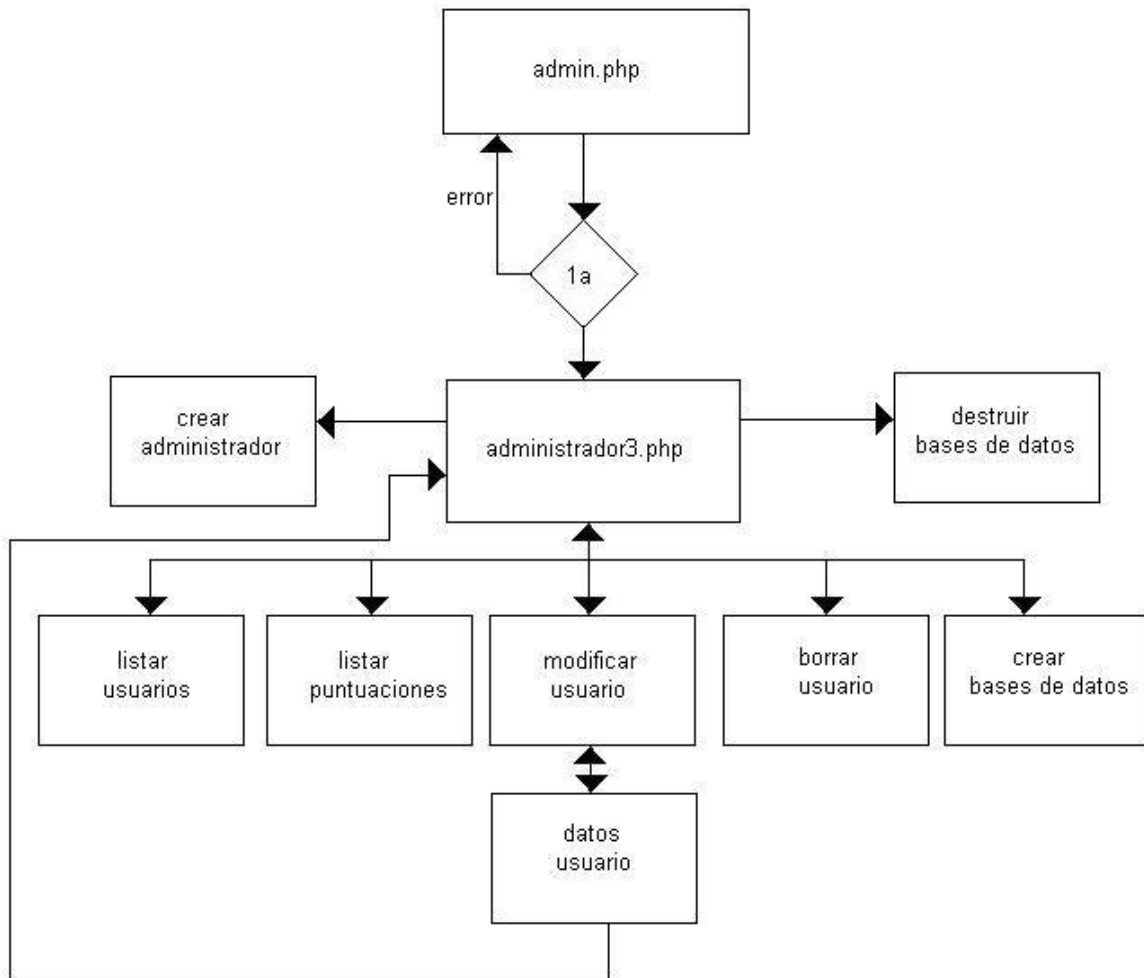 admin.php
error
1a
crear
administrador
administrador3.php
destruir
bases de datos
listar
usuarios
listar
puntuaciones
modificar
usuario
borrar
usuario
crear
bases de datos
datos
usuario